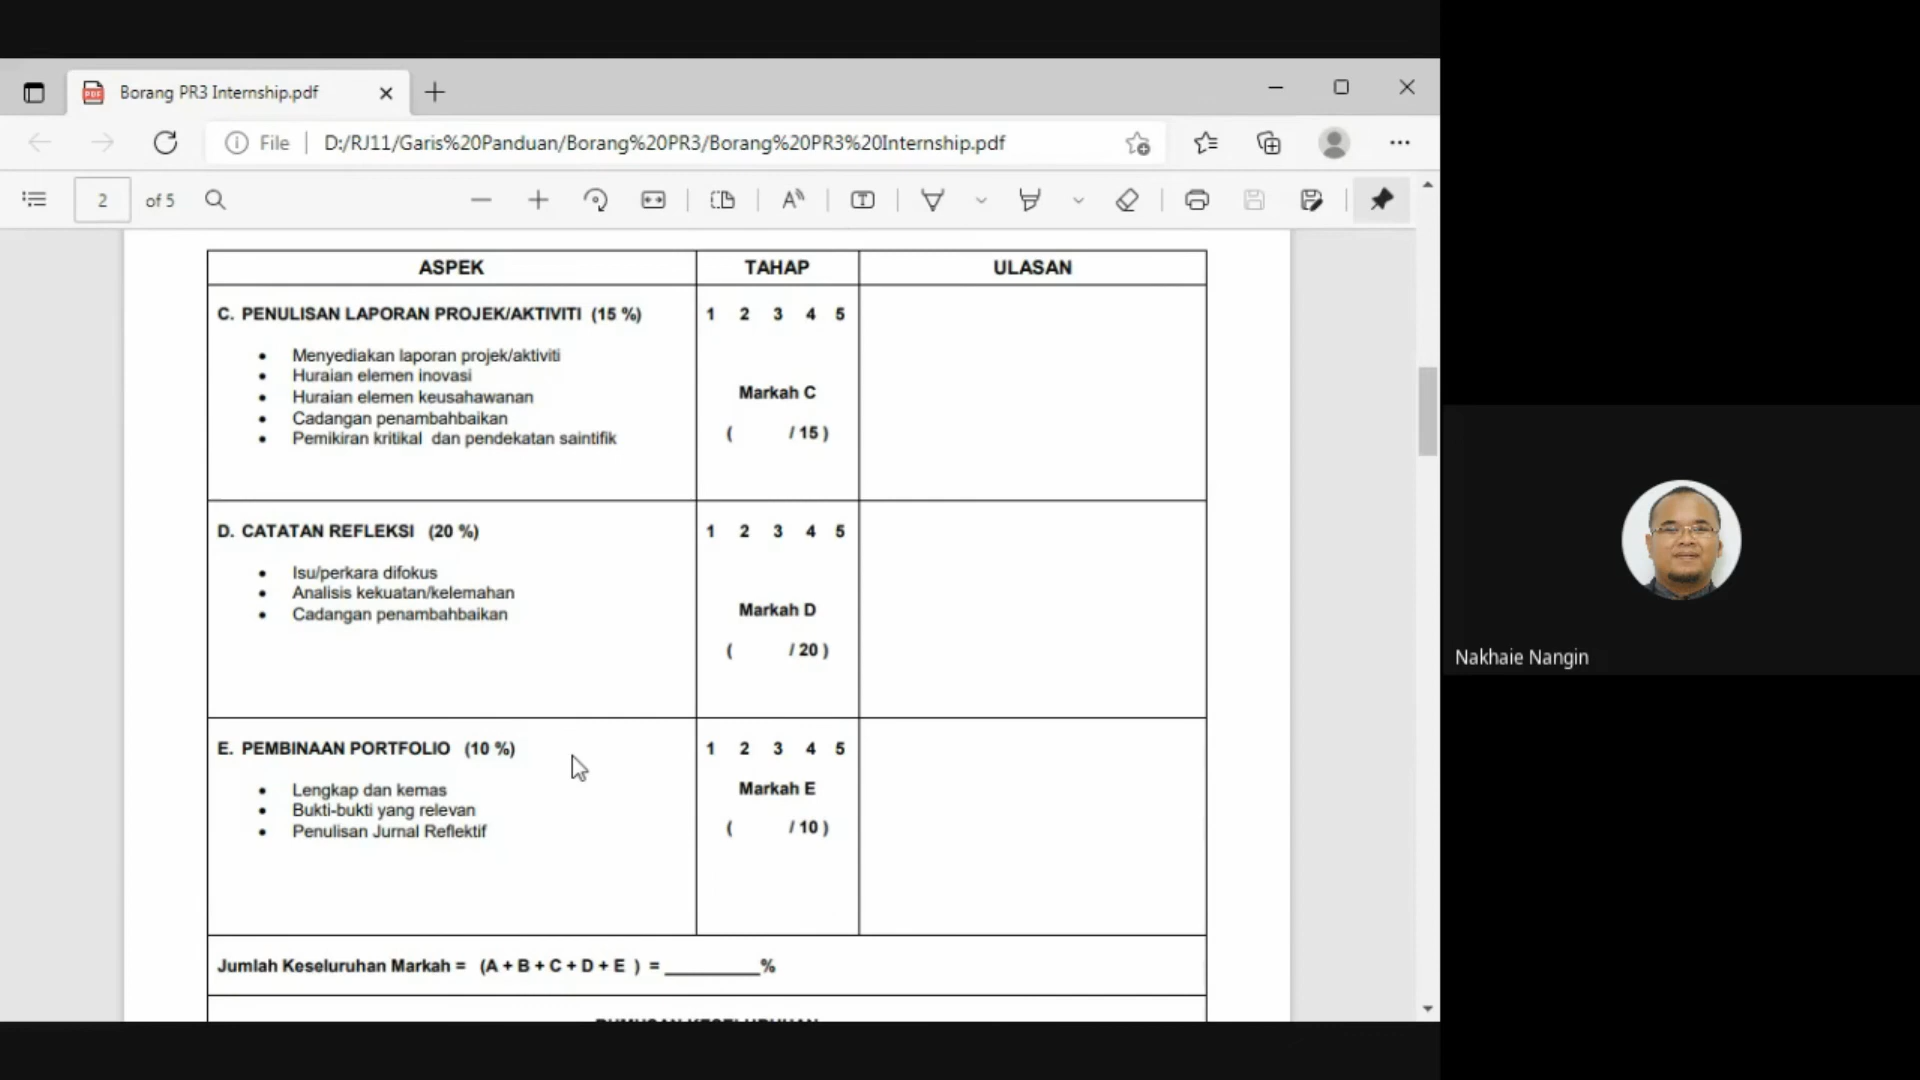 Borang PR3 Internship.pdf
File
D:/RJ11/Garis%20Panduan/Borang%20PR3/Borang%20PR3%20Internship.pdf
2 of 5
ASPEK TAHAP ULASAN
C. PENULISAN LAPORAN PROJEK/AKTIVITI (15 %) 1 2 3 4 5
• Menyediakan laporan projek/aktiviti
• Huraian elemen inovasi
• Huraian elemen keusahawanan
• Cadangan penambahbaikan
• Pemikiran kritikal dan pendekatan saintifik
Markah C
( / 15 )
D. CATATAN REFLEKSI (20 %) 1 2 3 4 5
• Isu/perkara difokus
• Analisis kekuatan/kelemahan
• Cadangan penambahbaikan
Markah D
( / 20 )
E. PEMBINAAN PORTFOLIO (10 %) 1 2 3 4 5
• Lengkap dan kemas
• Bukti-bukti yang relevan
• Penulisan Jurnal Reflektif
Markah E
( / 10 )
Jumlah Keseluruhan Markah = (A + B + C + D + E ) = __________%
Nakhaie Nangin